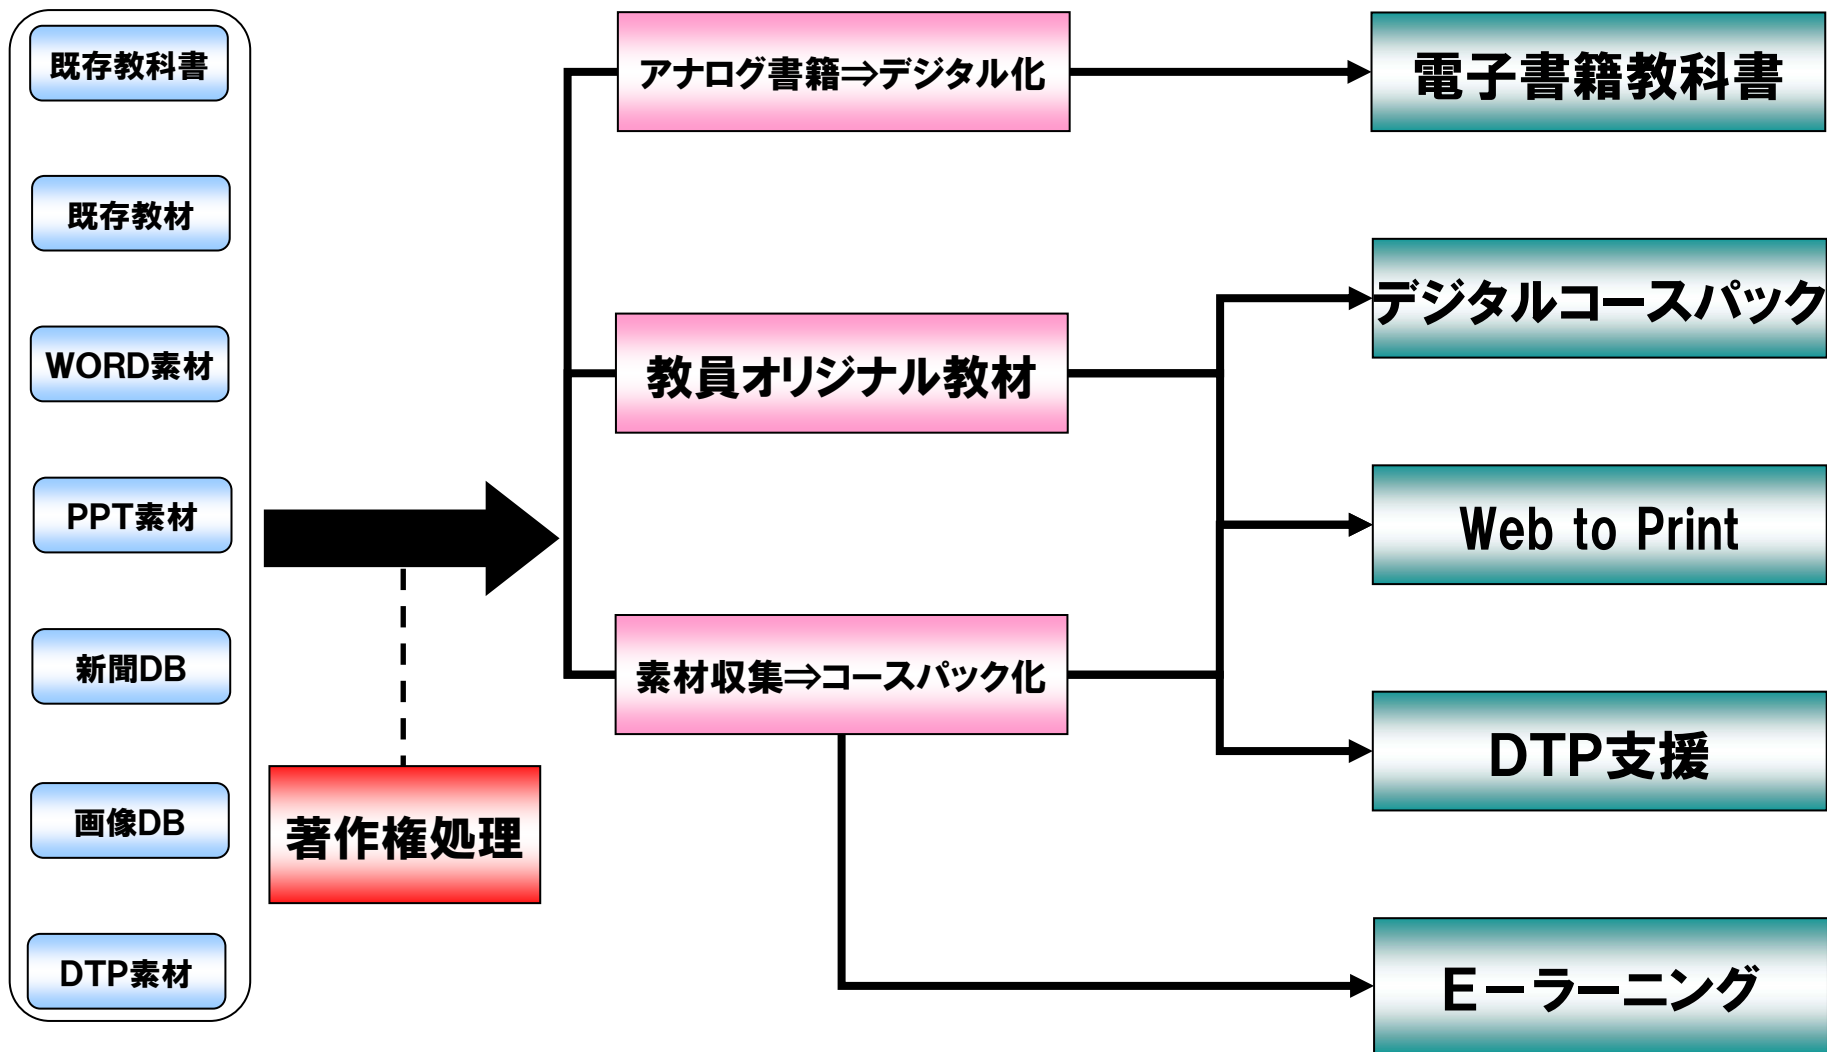 既存教科書
既存教材
WORD素材
PPT素材
新聞DB
画像DB
DTP素材
著作権処理
アナログ書籍⇒デジタル化
教員オリジナル教材
素材収集⇒コースパック化
電子書籍教科書
デジタルコースパック
Web to Print
DTP支援
E－ラーニング